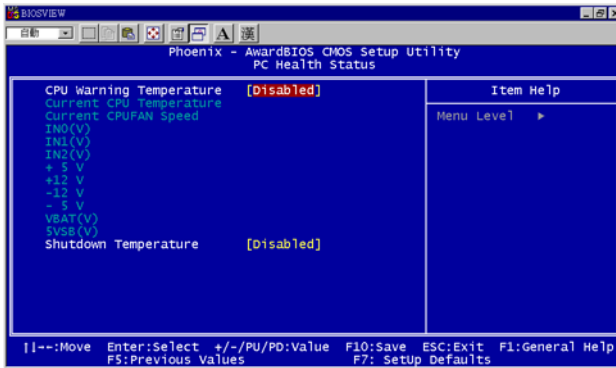 BIOSVIEW
自動 A 漢
Phoenix - AwardBIOS CMOS Setup Utility
PC Health Status
CPU Warning Temperature [Disabled]
Item Help
Current CPU Temperature
Current CPUFAN Speed
Menu Level ▶
IN0(V)
IN1(V)
IN2(V)
+ 5 V
+12 V
-12 V
- 5 V
VBAT(V)
5VSB(V)
Shutdown Temperature [Disabled]
↑↓←→:Move Enter:Select +/-/PU/PD:Value F10:Save ESC:Exit F1:General Help
F5:Previous Values F7: SetUp Defaults